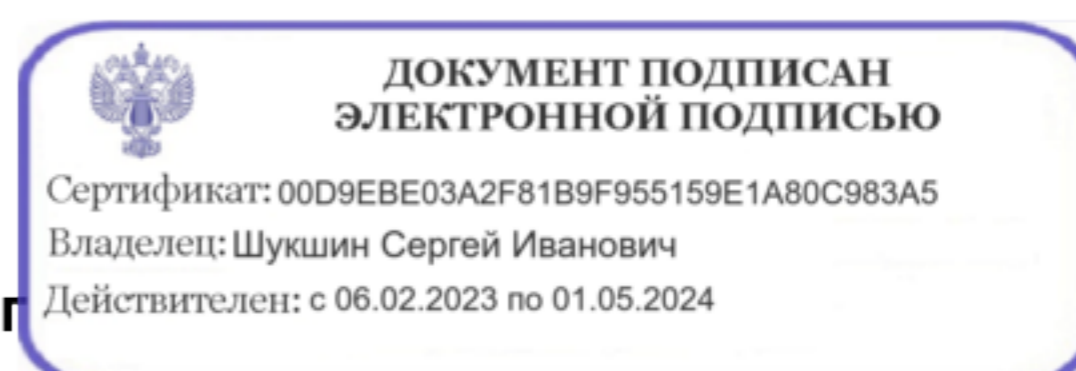 ДОКУМЕНТ ПОДПИСАН
ЭЛЕКТРОННОЙ ПОДПИСЬЮ
Сертификат: 00D9EBE03A2F81B9F955159E1A80C983A5
Владелец: Шукшин Сергей Иванович
Действителен: с 06.02.2023 по 01.05.2024